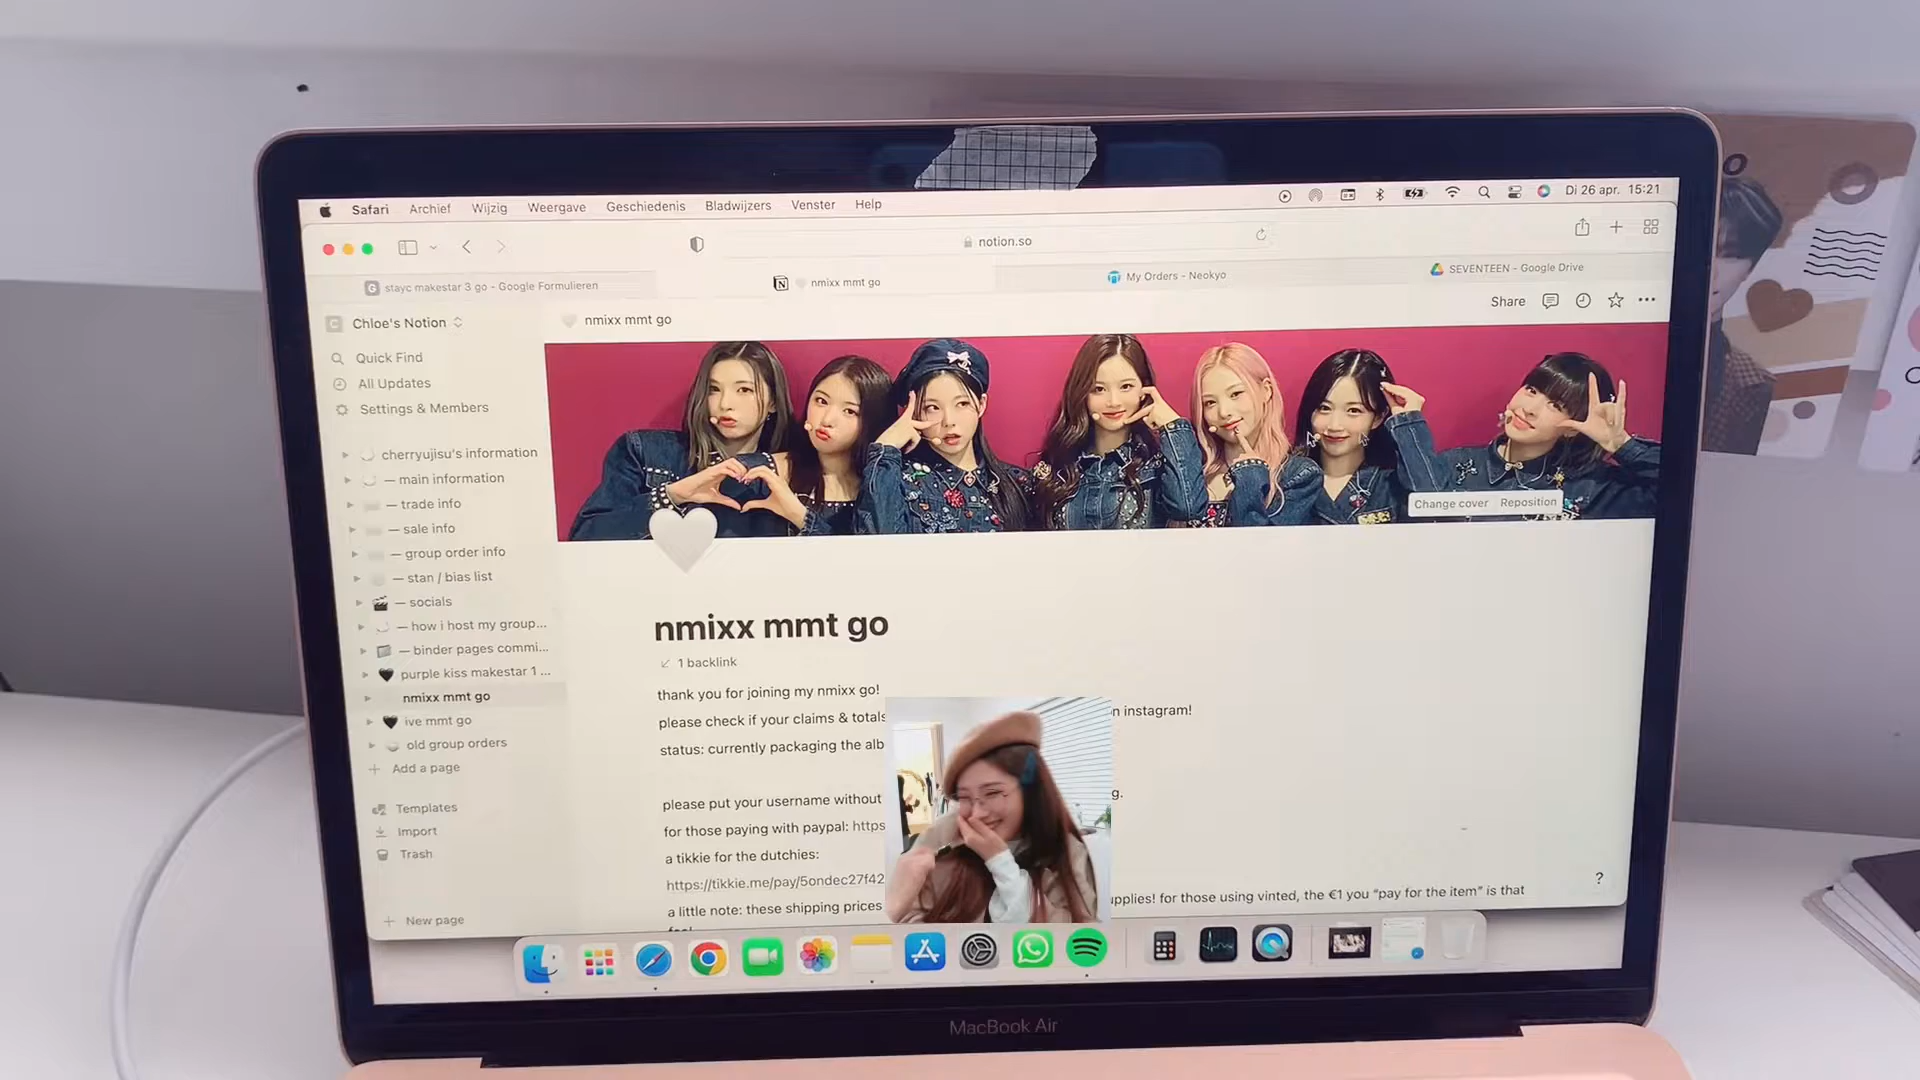 Safari Archief Wijzig Weergave Geschiedenis Bladwijzers Venster Help Di 26 apr. 15:21
notion.so
stayc makestar 3 go - Google Formulieren nmixx mmt go My Orders - Neokyo SEVENTEEN - Google Drive
C Chloe's Notion nmixx mmt go Share
Quick Find
All Updates
Settings & Members
cherryujisu's information
— main information
— trade info
— sale info
— group order info
— stan / bias list
— socials
— how i host my group...
— binder pages commi...
purple kiss makestar 1 ...
nmixx mmt go
ive mmt go
old group orders
+ Add a page
Templates
Import
Trash
+ New page
Change cover Reposition
nmixx mmt go
1 backlink
thank you for joining my nmixx go!
please check if your claims & totals n instagram!
status: currently packaging the alb
please put your username without g.
for those paying with paypal: https
a tikkie for the dutchies:
https://tikkie.me/pay/5ondec27f42
a little note: these shipping prices upplies! for those using vinted, the €1 you "pay for the item" is that
?
MacBook Air